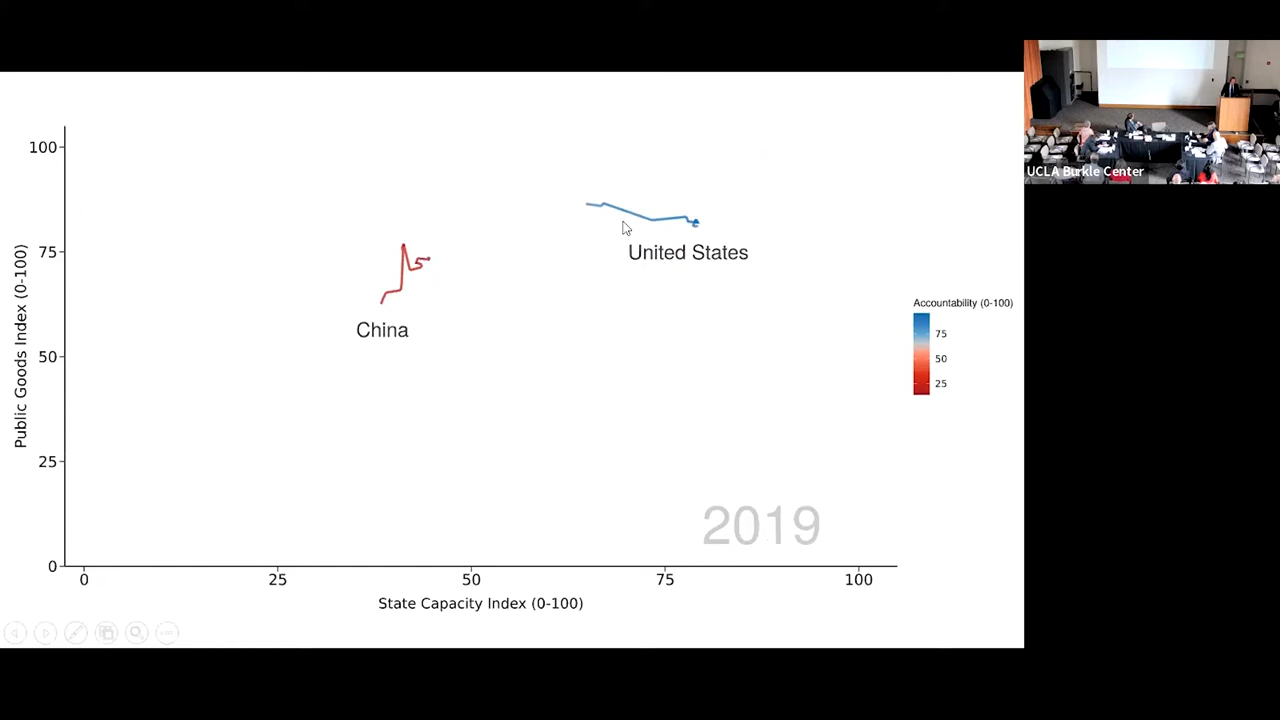 UCLA Burkle Center
Public Goods Index (0-100)
100
75
50
25
0
0
25
50
75
100
State Capacity Index (0-100)
China
United States
2019
Accountability (0-100)
75
50
25